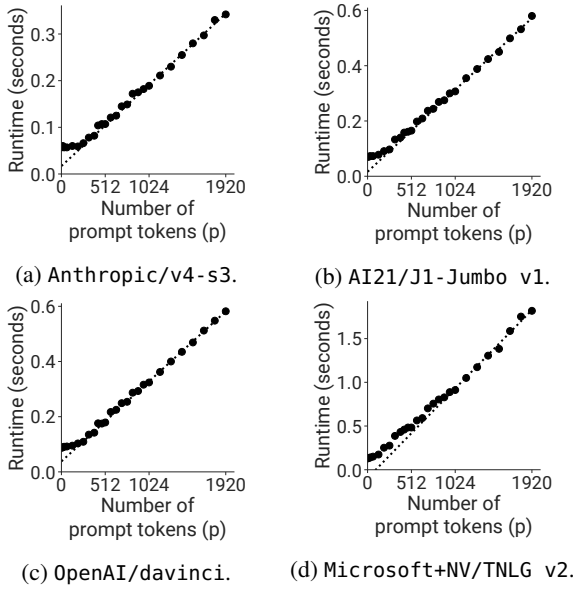 Runtime (seconds)
0.3
0.2
0.1
0.0
0 512 1024 1920
Number of
prompt tokens (p)
(a) Anthropic/v4-s3.
Runtime (seconds)
0.6
0.4
0.2
0.0
0 512 1024 1920
Number of
prompt tokens (p)
(b) AI21/J1-Jumbo v1.
Runtime (seconds)
0.6
0.4
0.2
0.0
0 512 1024 1920
Number of
prompt tokens (p)
(c) OpenAI/davinci.
Runtime (seconds)
1.5
1.0
0.5
0.0
0 512 1024 1920
Number of
prompt tokens (p)
(d) Microsoft+NV/TNLG v2.